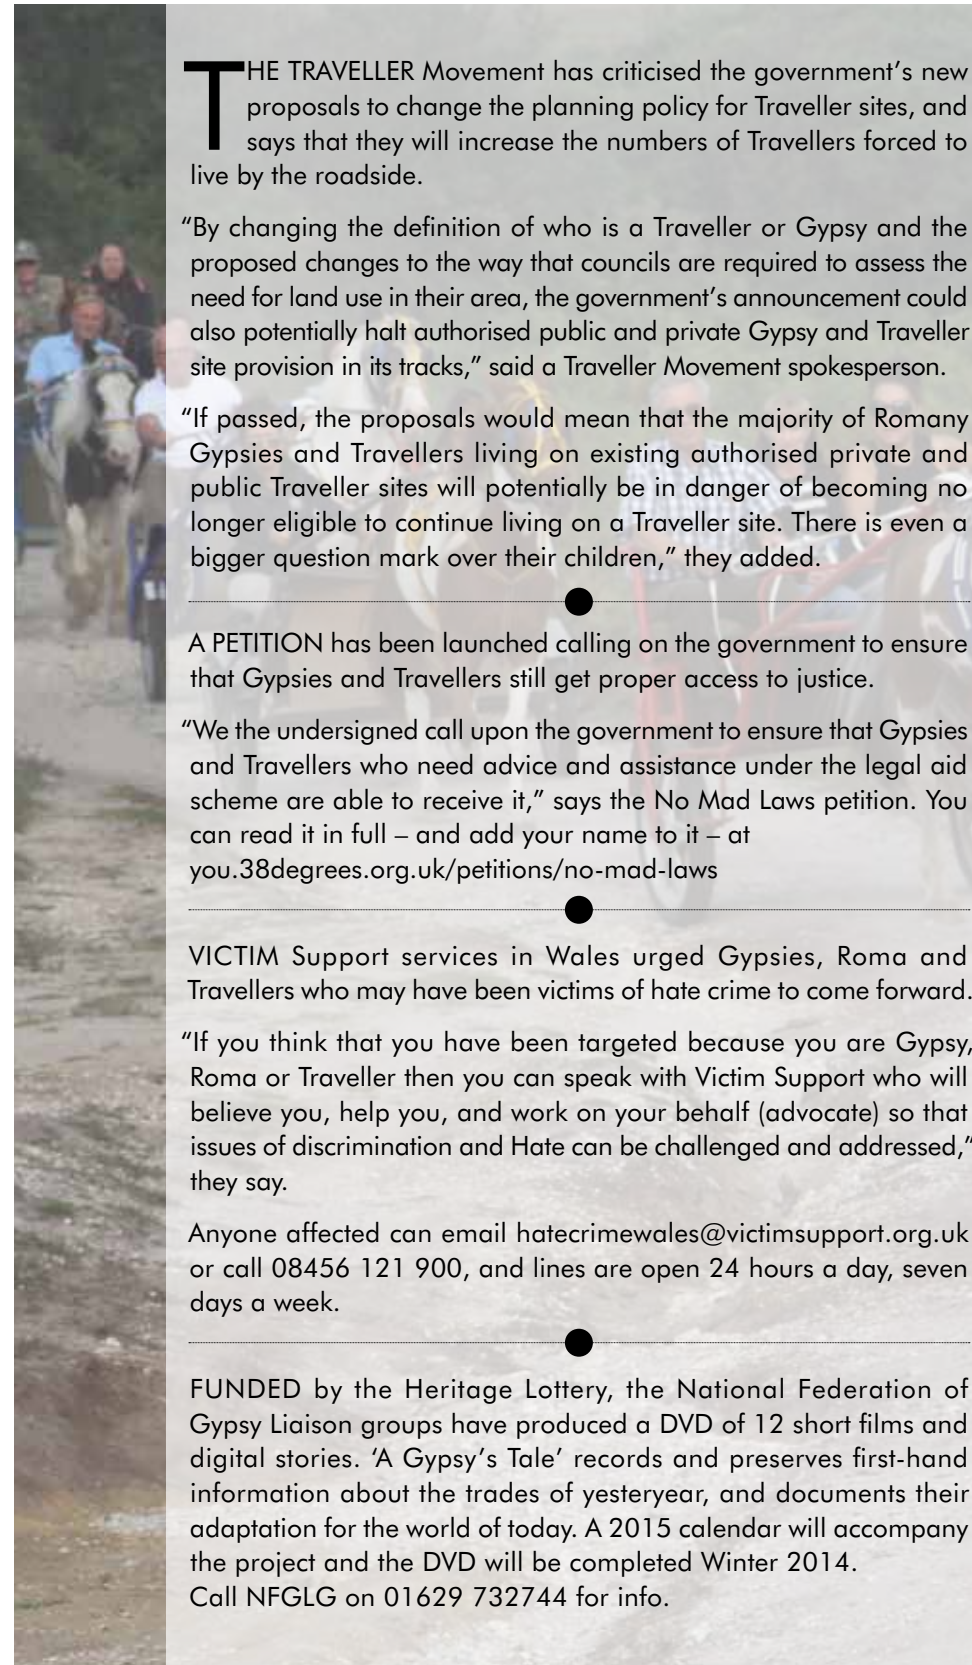 THE TRAVELLER Movement has criticised the government's new
proposals to change the planning policy for Traveller sites, and
says that they will increase the numbers of Travellers forced to
live by the roadside.
“By changing the definition of who is a Traveller or Gypsy and the
proposed changes to the way that councils are required to assess the
need for land use in their area, the government's announcement could
also potentially halt authorised public and private Gypsy and Traveller
site provision in its tracks,” said a Traveller Movement spokesperson.
“If passed, the proposals would mean that the majority of Romany
Gypsies and Travellers living on existing authorised private and
public Traveller sites will potentially be in danger of becoming no
longer eligible to continue living on a Traveller site. There is even a
bigger question mark over their children,” they added.
A PETITION has been launched calling on the government to ensure
that Gypsies and Travellers still get proper access to justice.
“We the undersigned call upon the government to ensure that Gypsies
and Travellers who need advice and assistance under the legal aid
scheme are able to receive it,” says the No Mad Laws petition. You
can read it in full – and add your name to it – at
you.38degrees.org.uk/petitions/no-mad-laws
VICTIM Support services in Wales urged Gypsies, Roma and
Travellers who may have been victims of hate crime to come forward.
“If you think that you have been targeted because you are Gypsy,
Roma or Traveller then you can speak with Victim Support who will
believe you, help you, and work on your behalf (advocate) so that
issues of discrimination and Hate can be challenged and addressed,”
they say.
Anyone affected can email hatecrimewales@victimsupport.org.uk
or call 08456 121 900, and lines are open 24 hours a day, seven
days a week.
FUNDED by the Heritage Lottery, the National Federation of
Gypsy Liaison groups have produced a DVD of 12 short films and
digital stories. ‘A Gypsy’s Tale’ records and preserves first-hand
information about the trades of yesteryear, and documents their
adaptation for the world of today. A 2015 calendar will accompany
the project and the DVD will be completed Winter 2014.
Call NFGLG on 01629 732744 for info.